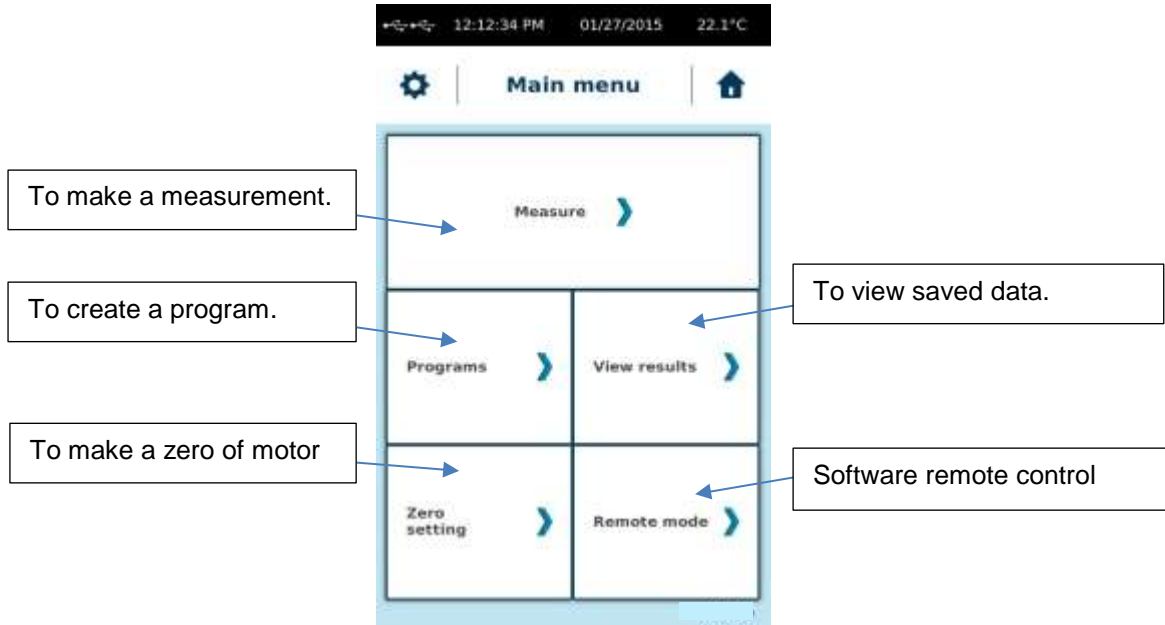 12:12:34 PM 01/27/2015 22.1°C
Main menu
To make a measurement.
Measure
To create a program.
To view saved data.
Programs
View results
To make a zero of motor
Software remote control
Zero
setting
Remote mode